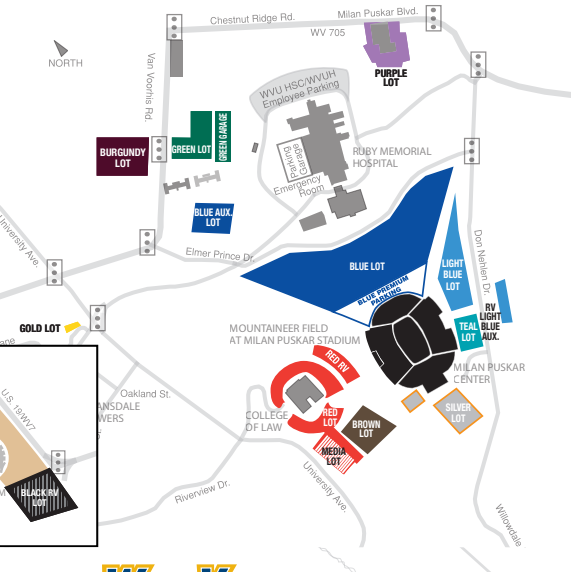 Chestnut Ridge Rd.
Milan Puskar Blvd.
WV 705
NORTH
PURPLE
LOT
Van Voorhis Rd.
WVU HSC/WVUH
Employee Parking
GREEN LOT
GREEN GARAGE
BURGUNDY
LOT
Parking
Garage
RUBY MEMORIAL
HOSPITAL
Emergency
Room
BLUE AUX.
LOT
University Ave.
Elmer Prince Dr.
BLUE LOT
BLUE PREMIUM
PARKING
LIGHT
BLUE
LOT
Don Nehlen Dr.
RV
LIGHT
BLUE
AUX.
TEAL
LOT
GOLD LOT
MOUNTAINEER FIELD
AT MILAN PUSKAR STADIUM
RED RV
MILAN PUSKAR
CENTER
Oakland St.
ANSDALE
WERS
U.S. 19/WV7
COLLEGE
OF LAW
RED
LOT
BROWN
LOT
SILVER
LOT
MEDIA
LOT
BLACK RV
LOT
Riverview Dr.
University Ave.
Willowdale